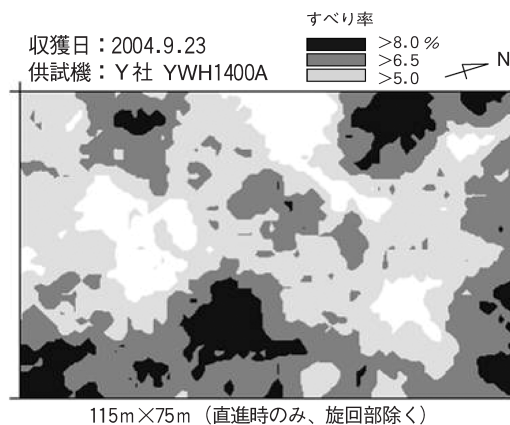 すべり率
収獲日：2004.9.23
>8.0 %
供試機：Y社 YWH1400A
>6.5
>5.0
N
115m×75m（直進時のみ、旋回部除く）